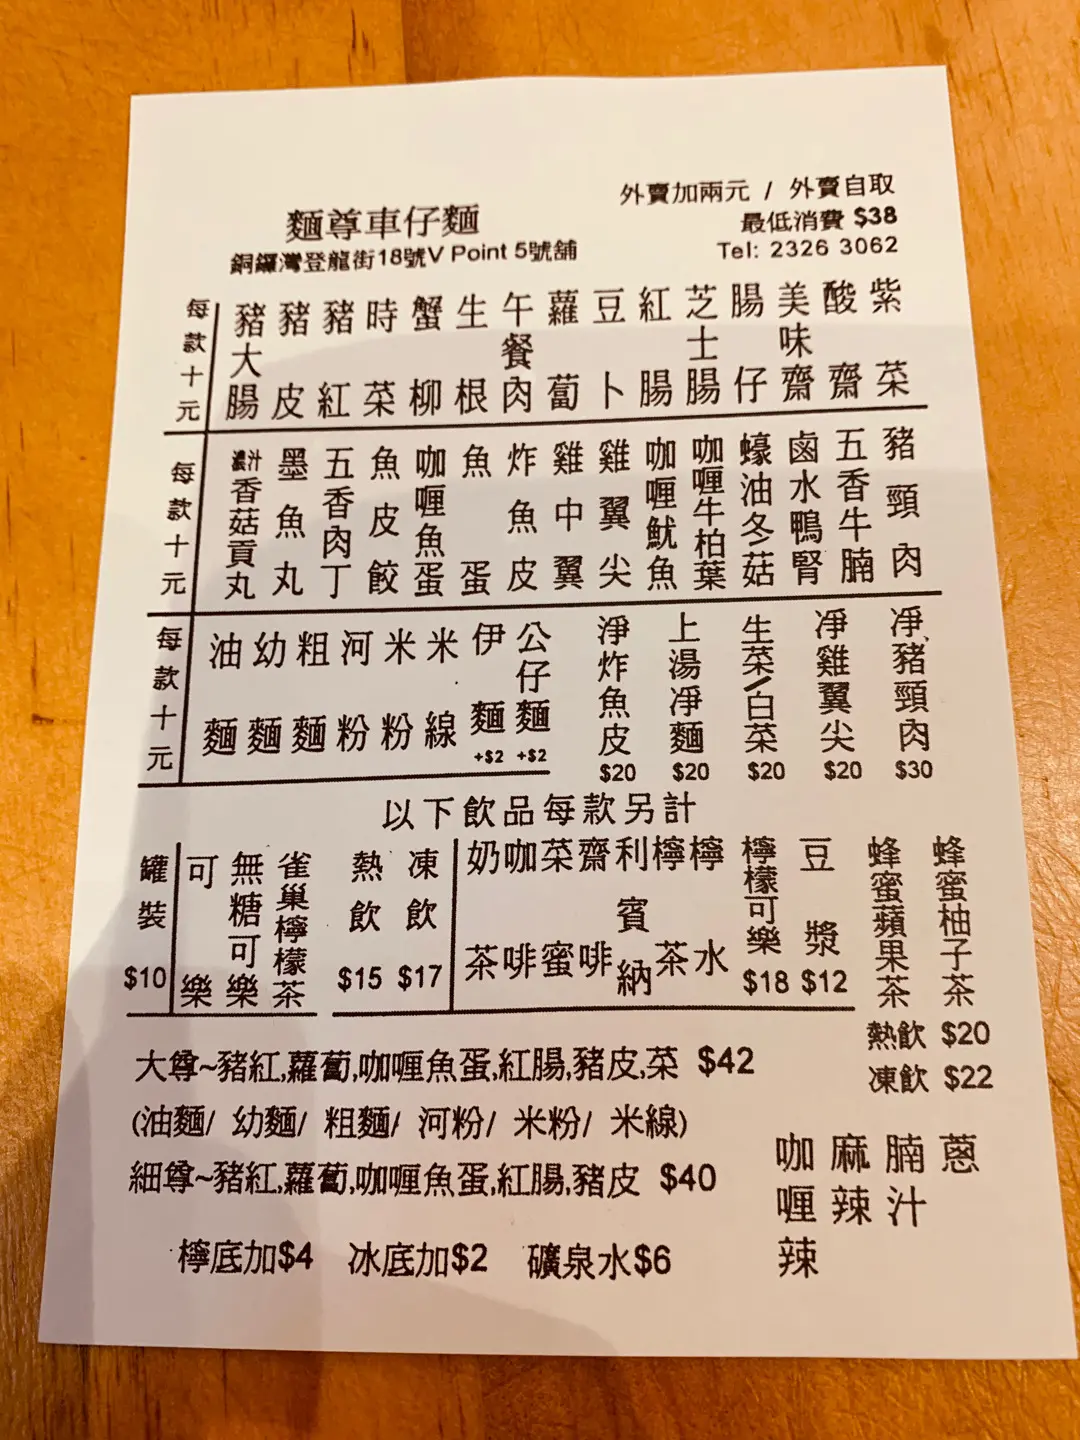 麵尊車仔麵
銅鑼灣登龍街18號V Point 5號舖
外賣加兩元 / 外賣自取
最低消費 $38
Tel: 2326 3062
每款十元
豬大腸
豬皮
豬紅
時菜
蟹柳
生根
午餐肉
蘿蔔
豆卜
紅腸
芝士腸
腸仔
美味齋
酸齋
紫菜
每款十元
濃汁香菇貢丸
墨魚丸
五香肉丁
魚皮餃
咖喱魚蛋
魚蛋
炸魚皮
雞中翼
雞翼尖
咖喱魷魚
咖喱牛柏葉
蠔油冬菇
鹵水鴨腎
五香牛腩
豬頸肉
每款十元
油麵
幼麵
粗麵
河粉
米粉
米線
伊麵 +$2
公仔麵 +$2
淨炸魚皮 $20
上湯淨麵 $20
生菜/白菜 $20
淨雞翼尖 $20
淨豬頸肉 $30
以下飲品每款另計
罐裝 $10
可樂
無糖可樂
雀巢檸檬茶
熱飲 $15
凍飲 $17
奶茶
咖啡
菜蜜
齋啡
利賓納
檸茶
檸水
檸檬可樂 $18
豆漿 $12
蜂蜜蘋果茶
蜂蜜柚子茶
熱飲 $20
凍飲 $22
大尊~豬紅,蘿蔔,咖喱魚蛋,紅腸,豬皮,菜 $42
(油麵/ 幼麵/ 粗麵/ 河粉/ 米粉/ 米線)
細尊~豬紅,蘿蔔,咖喱魚蛋,紅腸,豬皮 $40
檸底加$4 冰底加$2 礦泉水$6
咖喱辣
麻辣
腩汁
蔥